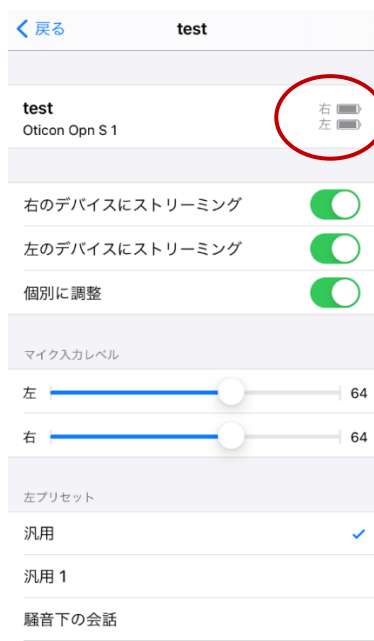 戻る test
test 右
Oticon Opn S 1 左
右のデバイスにストリーミング
左のデバイスにストリーミング
個別に調整
マイク入力レベル
左 64
右 64
左プリセット
汎用
汎用 1
騒音下の会話